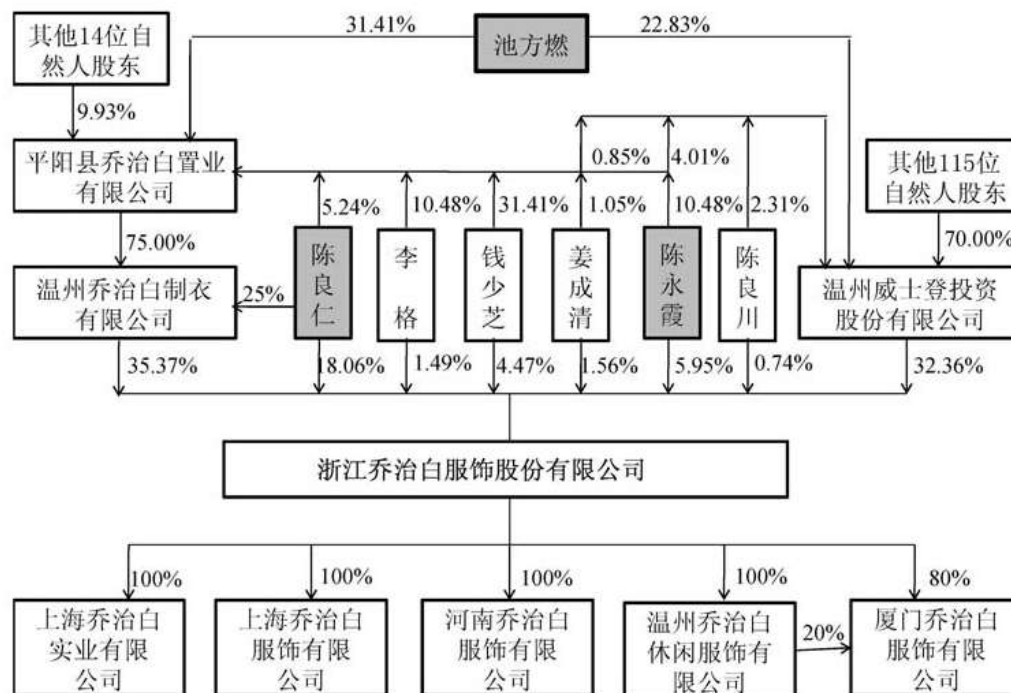 31.41%
池方燃
22.83%
其他14位自
然人股东
9.93%
平阳县乔治白置业
有限公司
0.85%
4.01%
其他115位
自然人股东
5.24%
10.48%
31.41%
1.05%
10.48%
2.31%
75.00%
70.00%
温州乔治白制衣
有限公司
25%
陈良仁
李格
钱少芝
姜成清
陈永霞
陈良川
温州威士登投资
股份有限公司
35.37%
18.06%
1.49%
4.47%
1.56%
5.95%
0.74%
32.36%
浙江乔治白服饰股份有限公司
100%
100%
100%
100%
80%
上海乔治白
实业有限
公司
上海乔治白
服饰有限
公司
河南乔治白
服饰有限
公司
温州乔治白
休闲服饰有
限公司
20%
厦门乔治白
服饰有限
公司